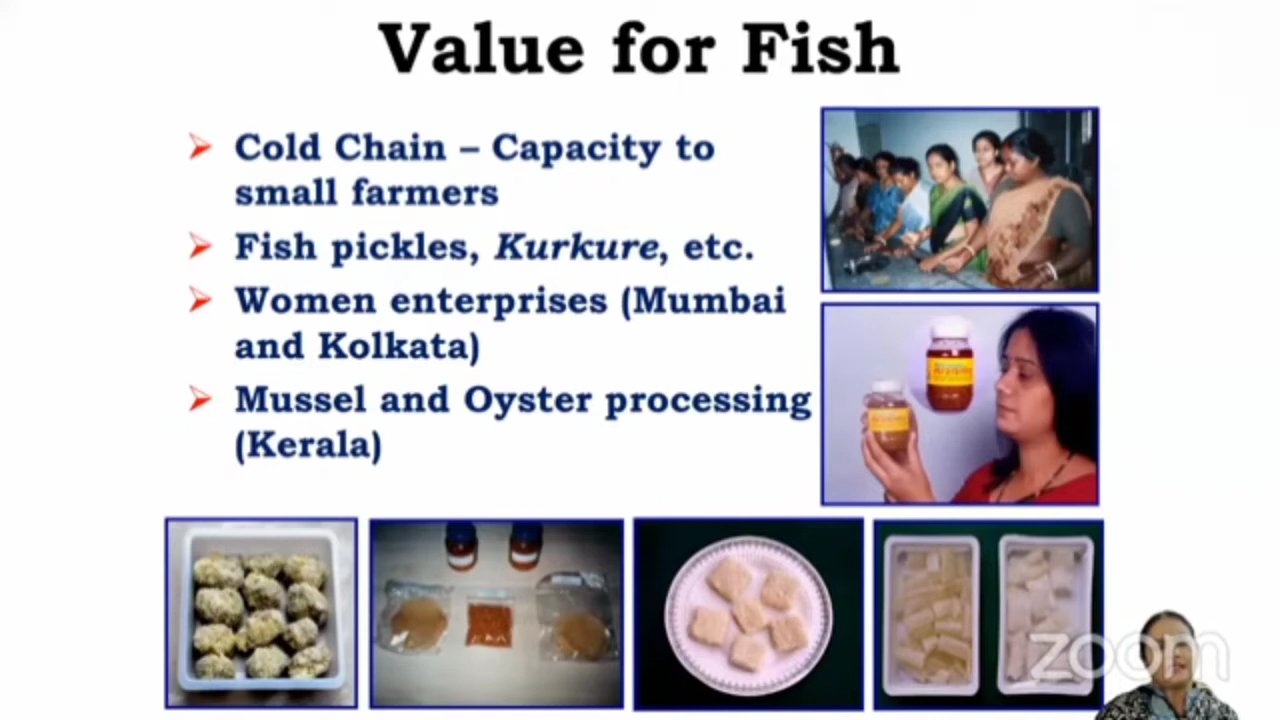 Value for Fish
Cold Chain – Capacity to
small farmers
Fish pickles, Kurkure, etc.
Women enterprises (Mumbai
and Kolkata)
Mussel and Oyster processing
(Kerala)
zoom